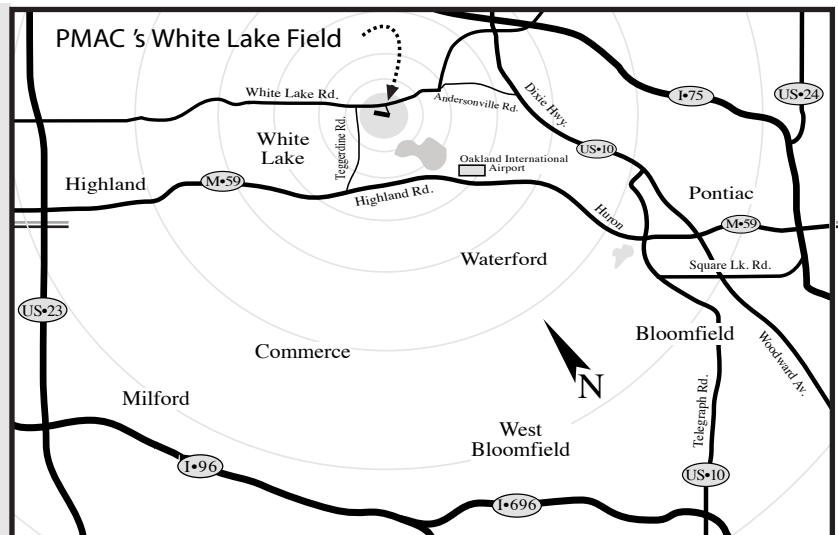 PMAC 's White Lake Field
White Lake Rd.
Andersonville Rd.
Dixie Hwy.
I•75
US•24
Teggerdine Rd.
White
Lake
US•10
Oakland International
Airport
Highland
M•59
Highland Rd.
Pontiac
Huron
M•59
Waterford
Square Lk. Rd.
US•23
Bloomfield
Woodward Av.
Commerce
N
Milford
Telegraph Rd.
West
Bloomfield
I•96
US•10
I•696